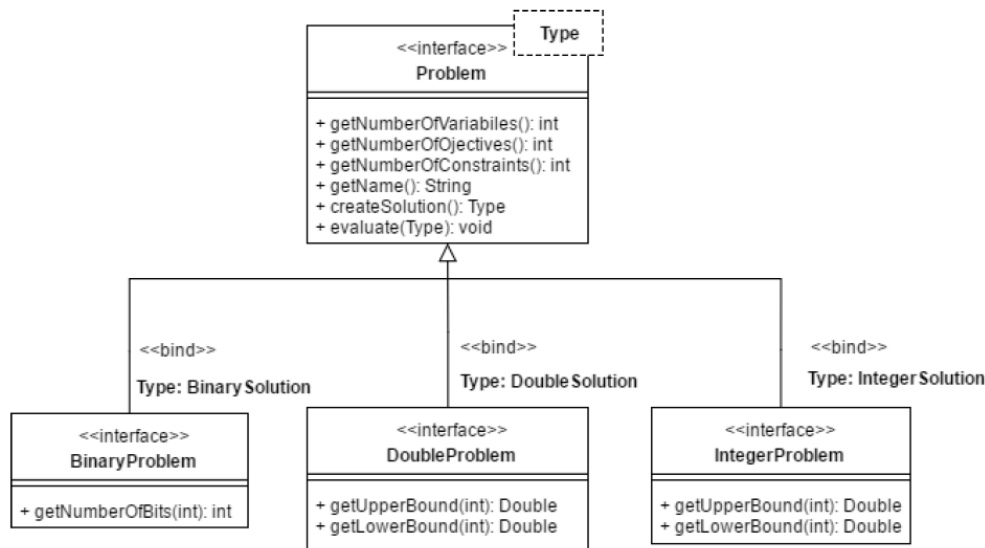 Type
<<interface>>
Problem
+ getNumberOfVariabiles(): int
+ getNumberOfOjectives(): int
+ getNumberOfConstraints(): int
+ getName(): String
+ createSolution(): Type
+ evaluate(Type): void
<<bind>>
Type: BinarySolution
<<bind>>
Type: DoubleSolution
<<bind>>
Type: IntegerSolution
<<interface>>
BinaryProblem
+ getNumberOfBits(int): int
<<interface>>
DoubleProblem
+ getUpperBound(int): Double
+ getLowerBound(int): Double
<<interface>>
IntegerProblem
+ getUpperBound(int): Double
+ getLowerBound(int): Double